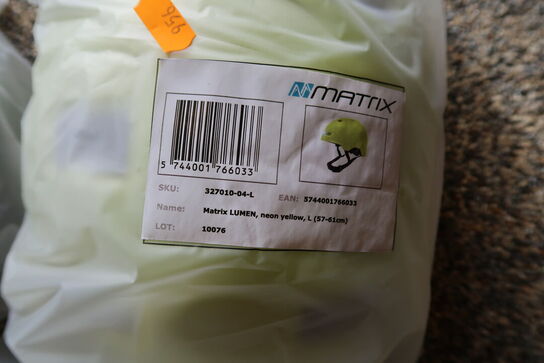 956
MATRIX
5 744001 766033
SKU: 327010-04-L EAN: 5744001766033
Name: Matrix LUMEN, neon yellow, L (57-61cm)
LOT: 10076